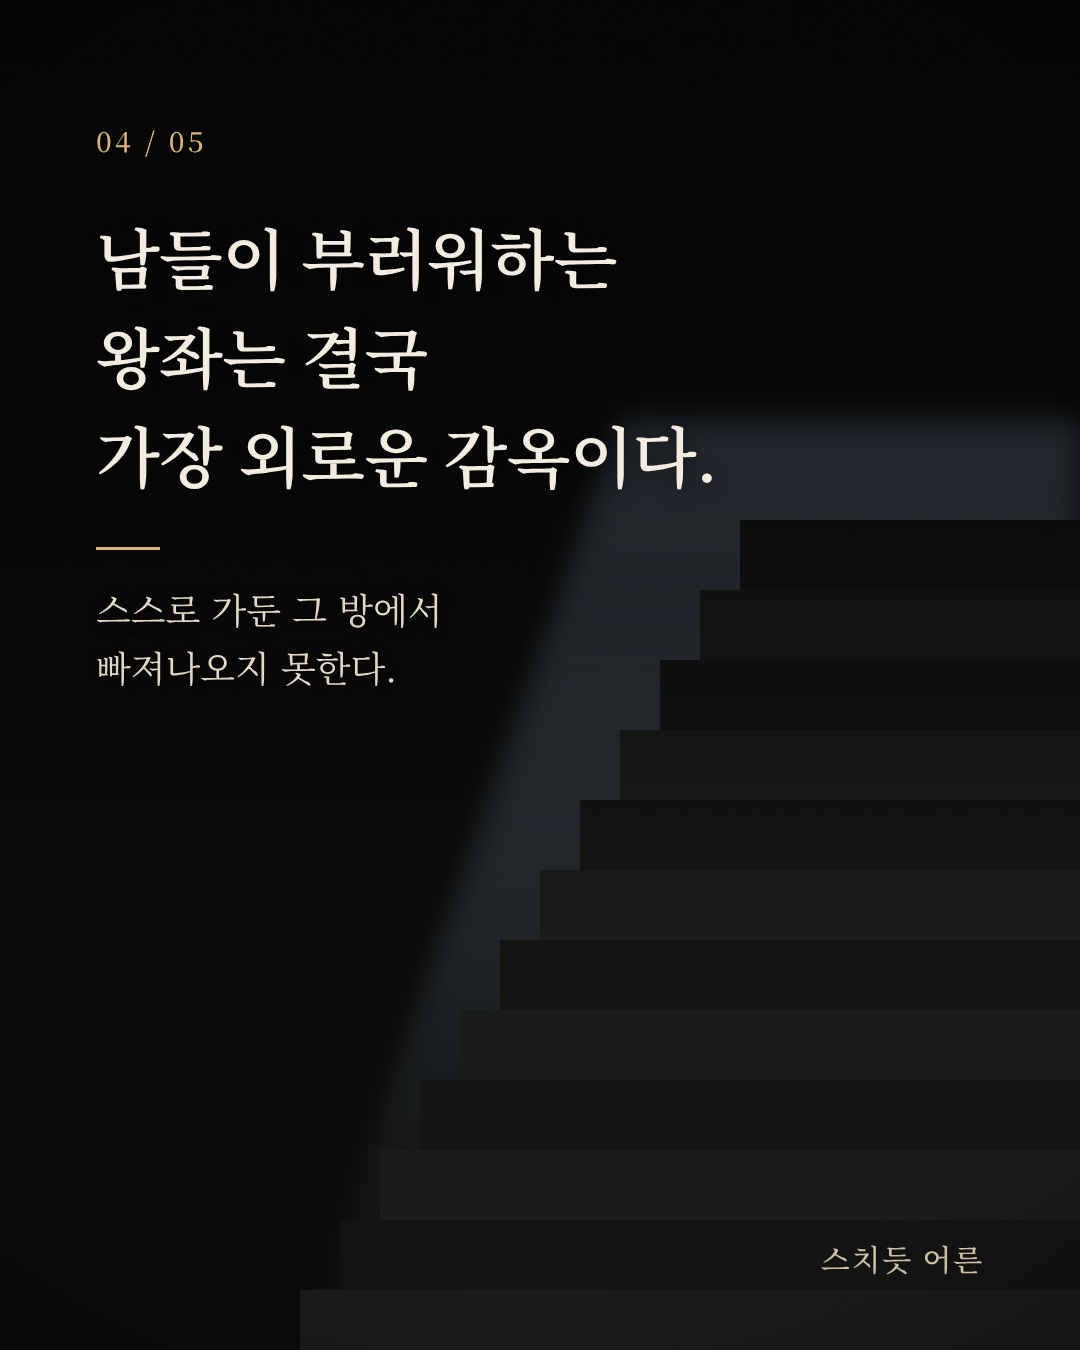 04 / 05
남들이 부러워하는
왕좌는 결국
가장 외로운 감옥이다.
스스로 가둔 그 방에서
빠져나오지 못한다.
스치듯 어른